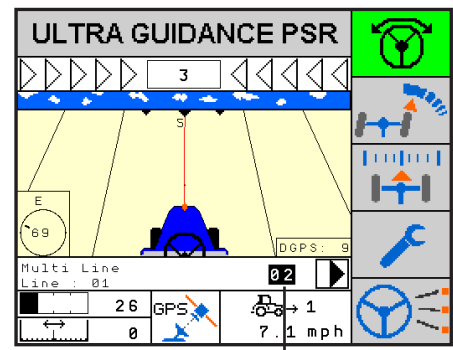 ULTRA GUIDANCE PSR
3
S
E
69
DGPS: 9
Multi Line
Line : 01
02
26
GPS
1
0
7.1 mph